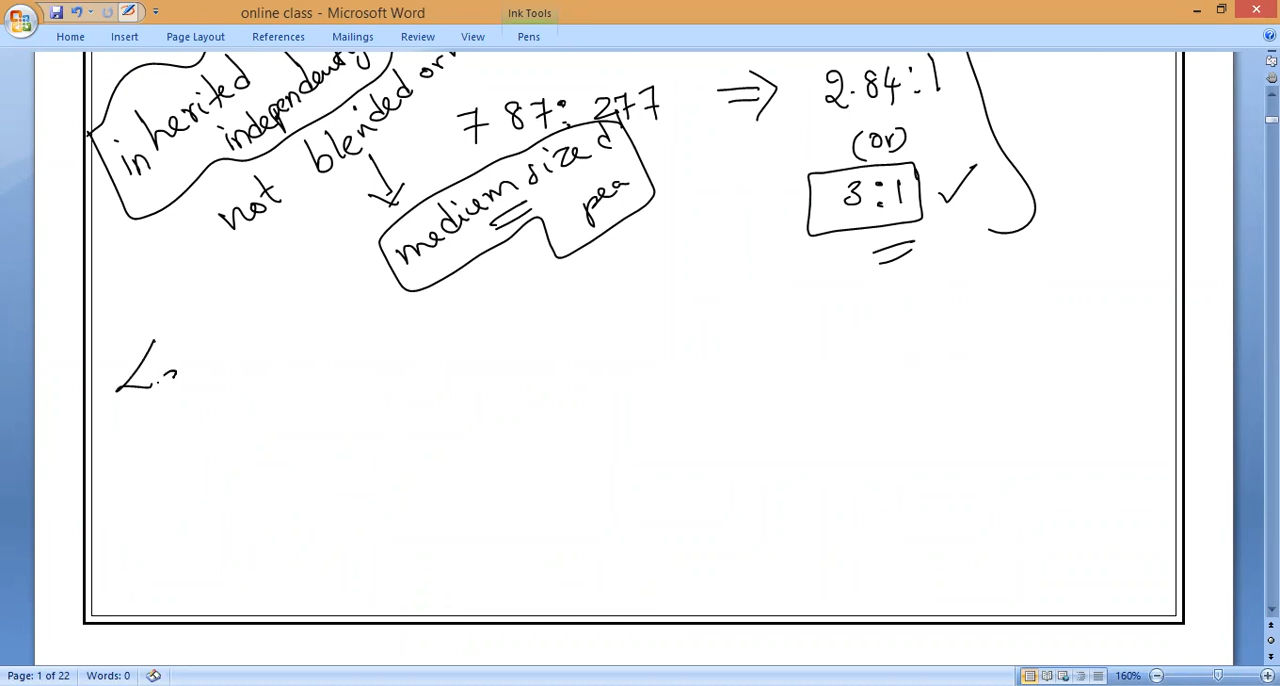 online class - Microsoft Word
Ink Tools
Home Insert Page Layout References Mailings Review View Pens
inherited
independently
not blended or
7 87 : 277 => 2.84 : 1
(or)
3 : 1 ✓
medium sized
pea
Page: 1 of 22 Words: 0 160%